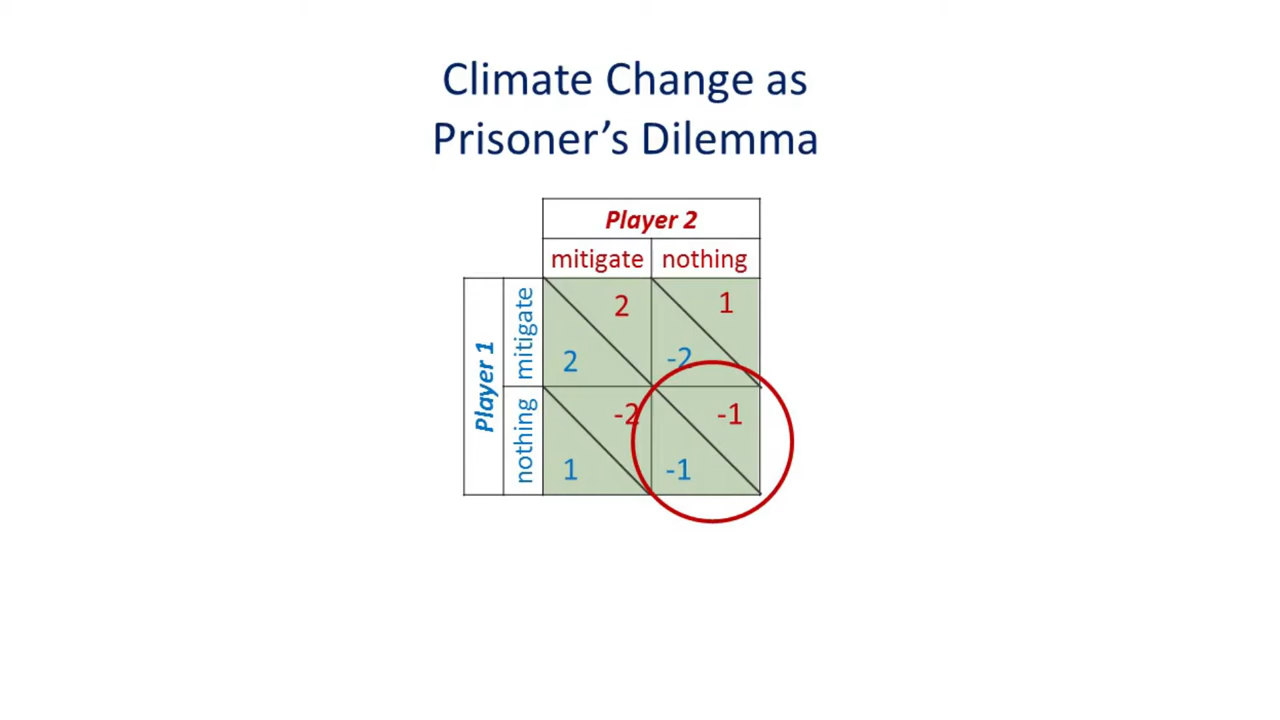 Climate Change as
Prisoner’s Dilemma
Player 2
mitigate nothing
Player 1
mitigate
2 1
2 -2
nothing
-2 -1
1 -1